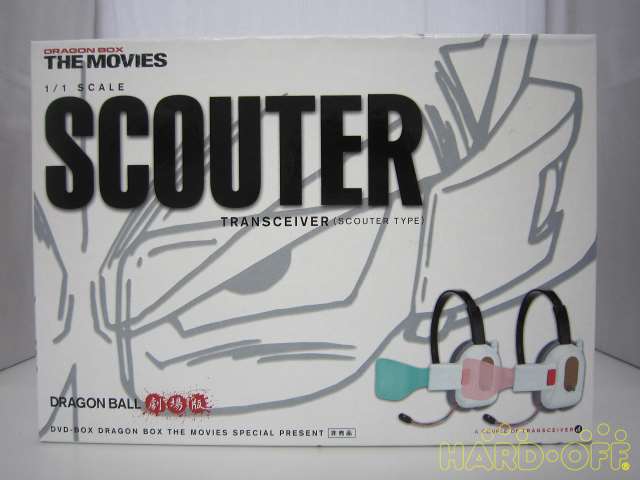 DRAGON BOX
THE MOVIES
1/1 SCALE
SCOUTER
TRANSCEIVER (SCOUTER TYPE)
DRAGON BALL 劇場版
DVD-BOX DRAGON BOX THE MOVIES SPECIAL PRESENT 非売品
A COUPLE OF TRANSCEIVER
HARD-OFF